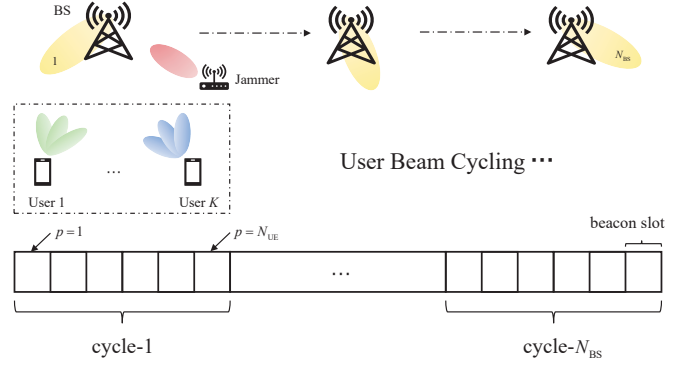 BS
1
Jammer
N_BS
User 1
...
User K
User Beam Cycling ...
p = 1
p = N_UE
beacon slot
...
cycle-1
cycle-N_BS